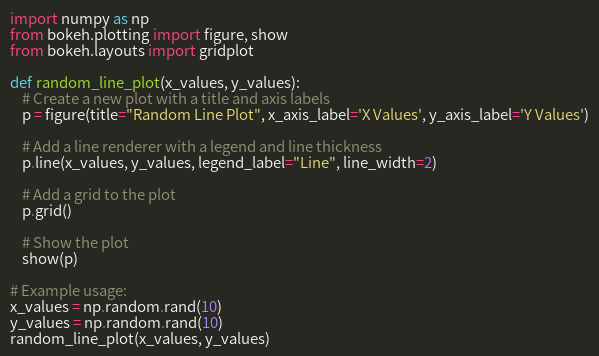 import numpy as np
from bokeh.plotting import figure, show
from bokeh.layouts import gridplot

def random_line_plot(x_values, y_values):
    # Create a new plot with a title and axis labels
    p = figure(title="Random Line Plot", x_axis_label='X Values', y_axis_label='Y Values')

    # Add a line renderer with a legend and line thickness
    p.line(x_values, y_values, legend_label="Line", line_width=2)

    # Add a grid to the plot
    p.grid()

    # Show the plot
    show(p)

# Example usage:
x_values = np.random.rand(10)
y_values = np.random.rand(10)
random_line_plot(x_values, y_values)